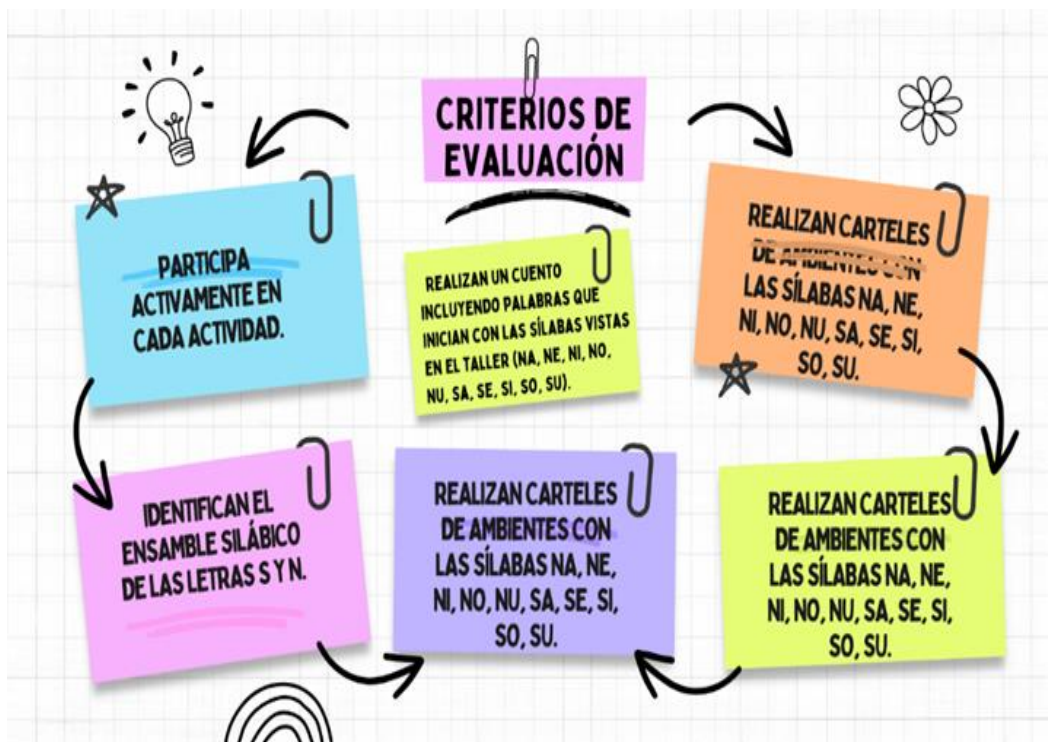 CRITERIOS DE
EVALUACIÓN
PARTICIPA
ACTIVAMENTE EN
CADA ACTIVIDAD.
REALIZAN UN CUENTO
INCLUYENDO PALABRAS QUE
INICIAN CON LAS SÍLABAS VISTAS
EN EL TALLER (NA, NE, NI, NO,
NU, SA, SE, SI, SO, SU).
REALIZAN CARTELES
DE AMBIENTES CON
LAS SÍLABAS NA, NE,
NI, NO, NU, SA, SE, SI,
SO, SU.
IDENTIFICAN EL
ENSAMBLE SILÁBICO
DE LAS LETRAS S Y N.
REALIZAN CARTELES
DE AMBIENTES CON
LAS SÍLABAS NA, NE,
NI, NO, NU, SA, SE, SI,
SO, SU.
REALIZAN CARTELES
DE AMBIENTES CON
LAS SÍLABAS NA, NE,
NI, NO, NU, SA, SE, SI,
SO, SU.